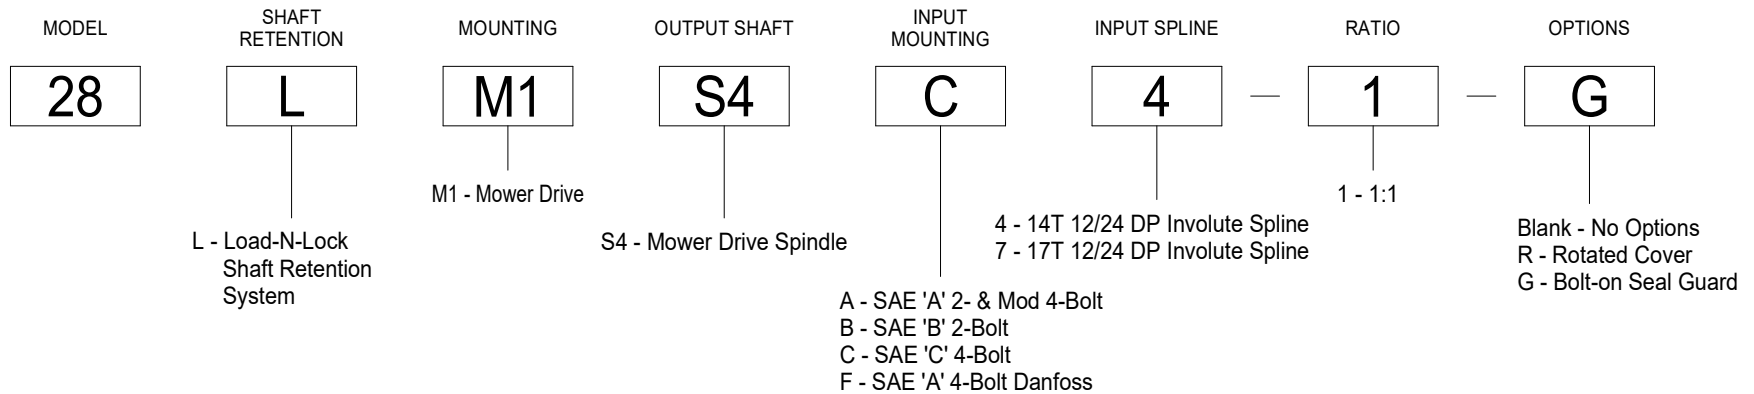 MODEL
SHAFT
RETENTION
MOUNTING
OUTPUT SHAFT
INPUT
MOUNTING
INPUT SPLINE
RATIO
OPTIONS
28 L M1 S4 C 4 — 1 — G
L - Load-N-Lock
Shaft Retention
System
M1 - Mower Drive
S4 - Mower Drive Spindle
A - SAE 'A' 2- & Mod 4-Bolt
B - SAE 'B' 2-Bolt
C - SAE 'C' 4-Bolt
F - SAE 'A' 4-Bolt Danfoss
4 - 14T 12/24 DP Involute Spline
7 - 17T 12/24 DP Involute Spline
1 - 1:1
Blank - No Options
R - Rotated Cover
G - Bolt-on Seal Guard